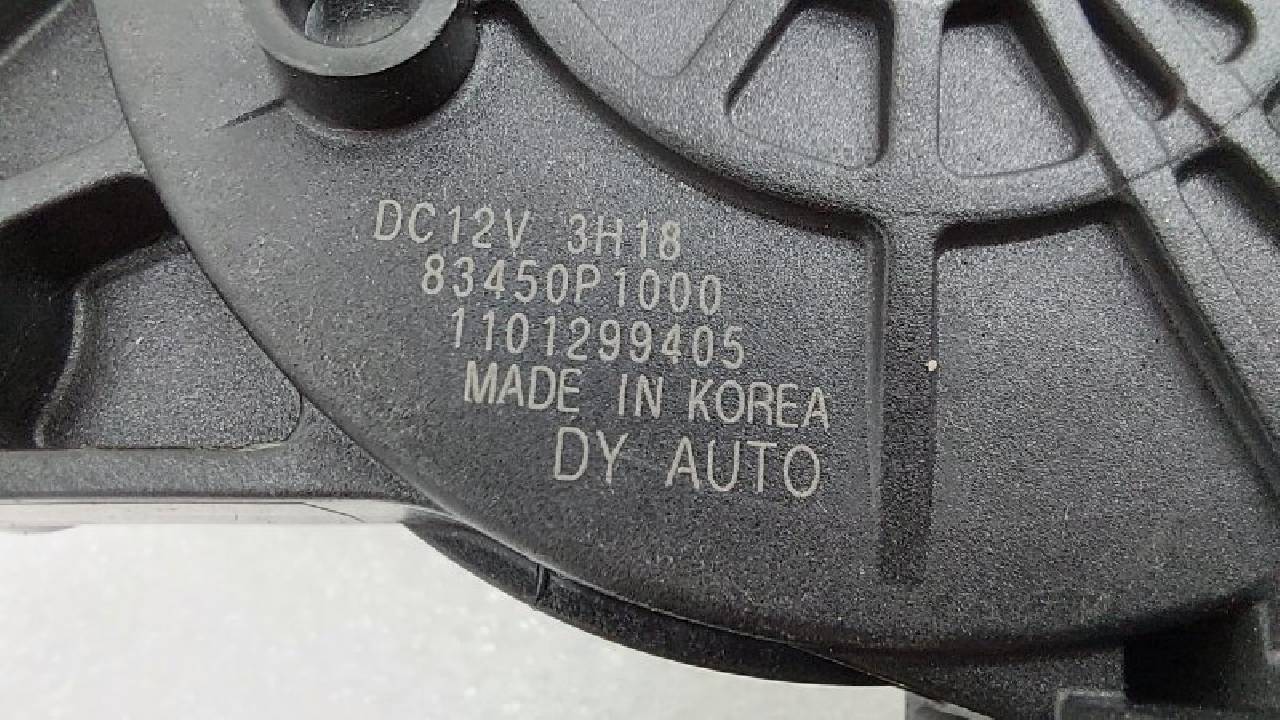 DC12V 3H18
83450P1000
1101299405
MADE IN KOREA
DY AUTO